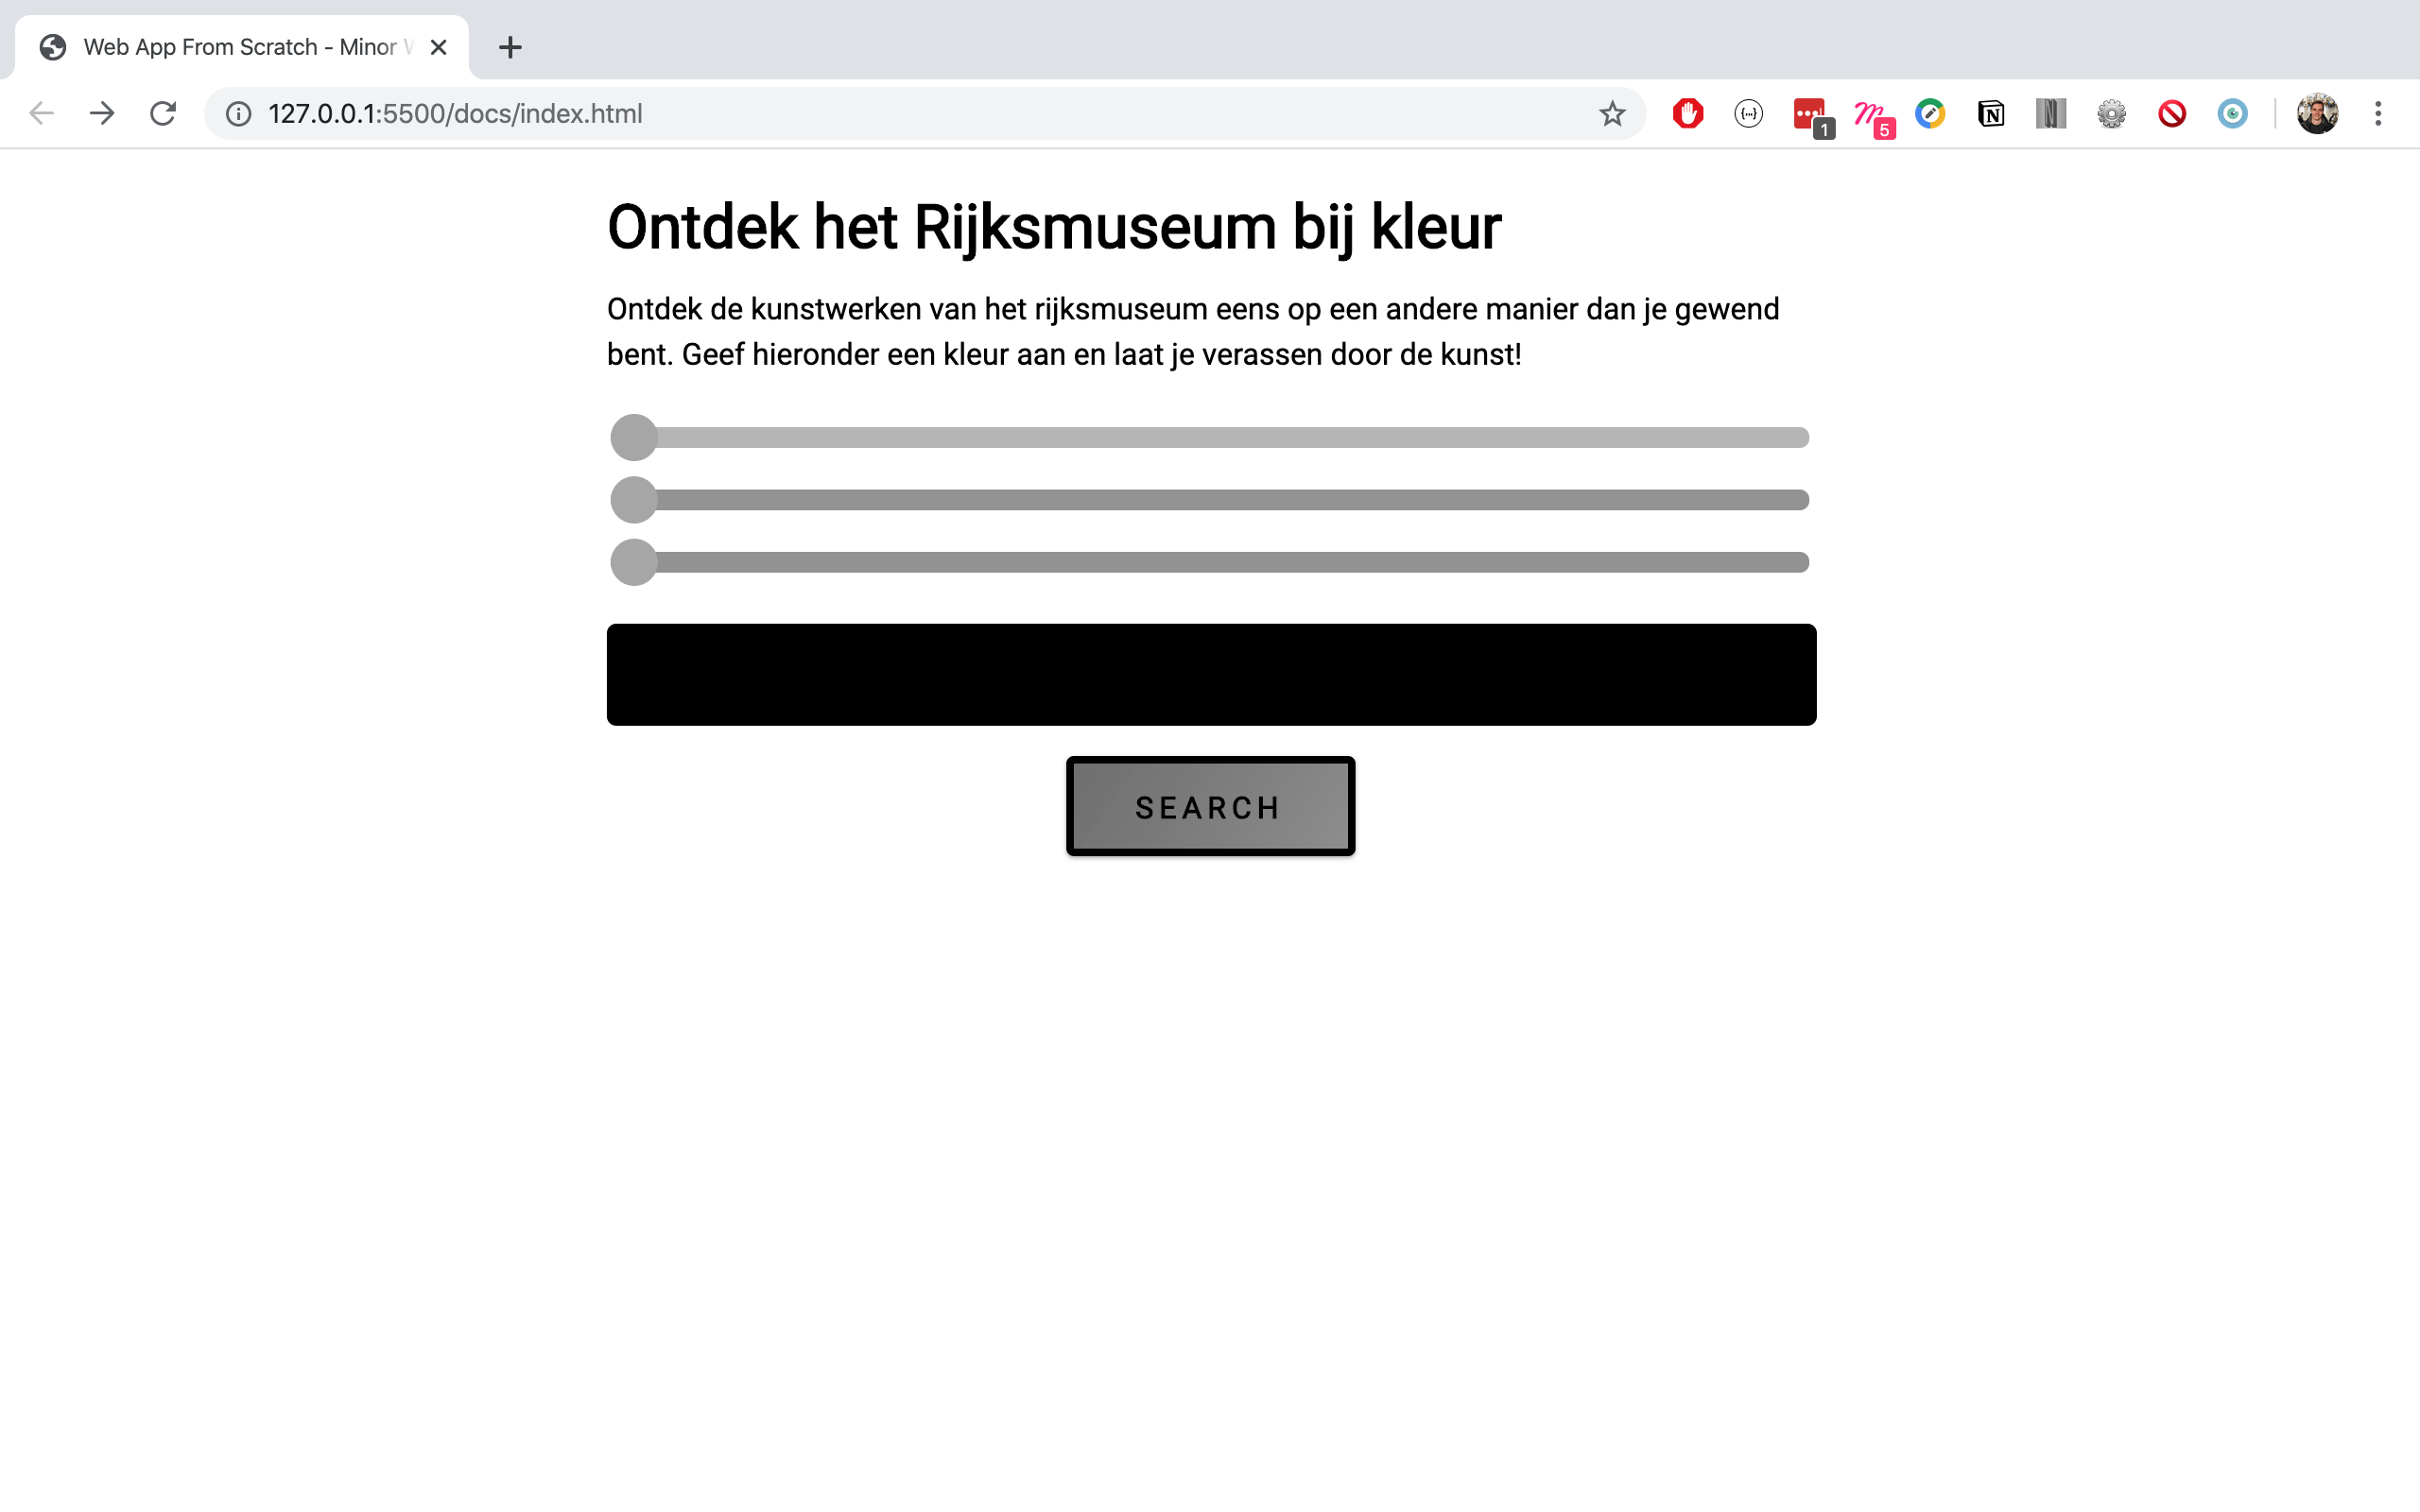 Web App From Scratch - Minor W
127.0.0.1:5500/docs/index.html
1
5
Ontdek het Rijksmuseum bij kleur
Ontdek de kunstwerken van het rijksmuseum eens op een andere manier dan je gewend
bent. Geef hieronder een kleur aan en laat je verassen door de kunst!
SEARCH